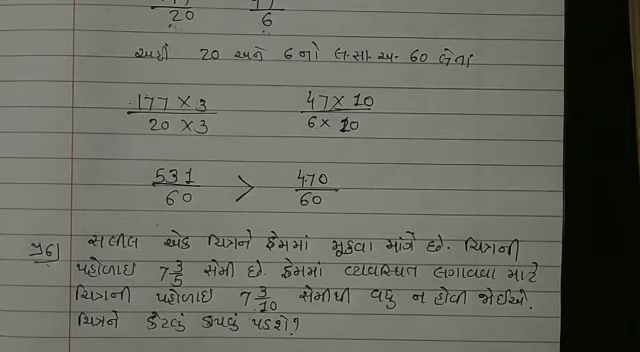 20 6
અહીં 20 અને 6 નો લ.સા.અ. 60 લેતા
177 × 3 / 20 × 3 47 × 10 / 6 × 10
531 / 60 > 470 / 60
પ્ર6) સલીલ એક ચિત્રને ફ્રેમમાં મૂકવા માંગે છે. ચિત્રની
પહોળાઇ 7 3/5 સેમી છે. ફ્રેમમાં વ્યવસ્થિત લગાવવા માટે
ચિત્રની પહોળાઇ 7 3/10 સેમીથી વધુ ન હોવી જોઈએ.
ચિત્રને કેટલું કાપવું પડશે?